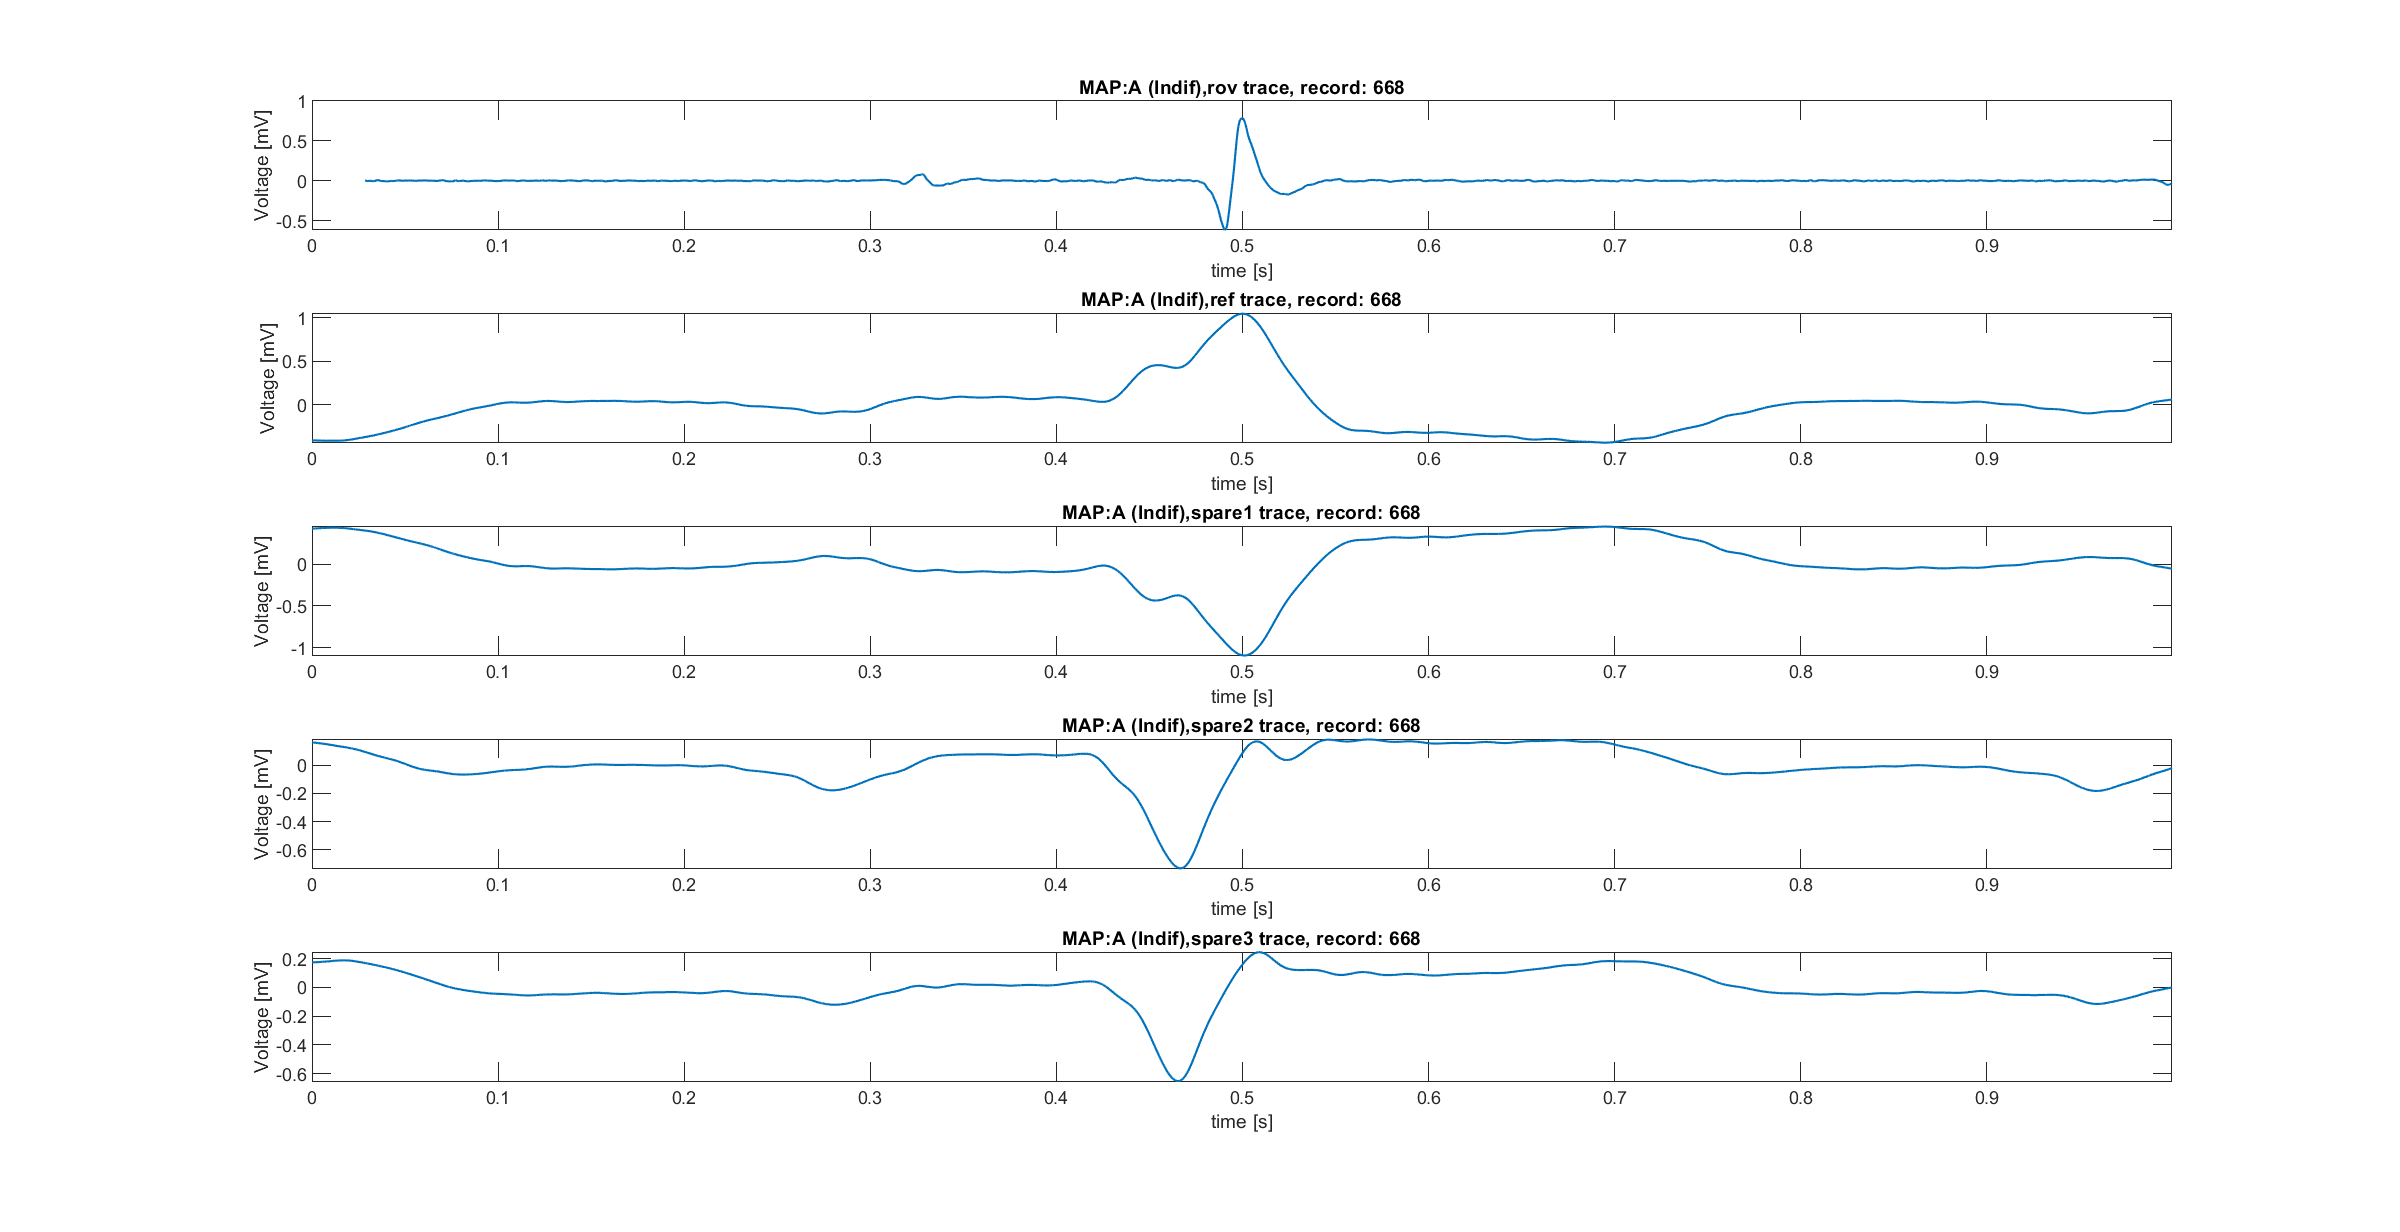 MAP:A (Indif),rov trace, record: 668
Voltage [mV]
1
0.5
0
-0.5
0 0.1 0.2 0.3 0.4 0.5 0.6 0.7 0.8 0.9
time [s]
MAP:A (Indif),ref trace, record: 668
Voltage [mV]
1
0.5
0
0 0.1 0.2 0.3 0.4 0.5 0.6 0.7 0.8 0.9
time [s]
MAP:A (Indif),spare1 trace, record: 668
Voltage [mV]
0
-0.5
-1
0 0.1 0.2 0.3 0.4 0.5 0.6 0.7 0.8 0.9
time [s]
MAP:A (Indif),spare2 trace, record: 668
Voltage [mV]
0
-0.2
-0.4
-0.6
0 0.1 0.2 0.3 0.4 0.5 0.6 0.7 0.8 0.9
time [s]
MAP:A (Indif),spare3 trace, record: 668
Voltage [mV]
0.2
0
-0.2
-0.4
-0.6
0 0.1 0.2 0.3 0.4 0.5 0.6 0.7 0.8 0.9
time [s]